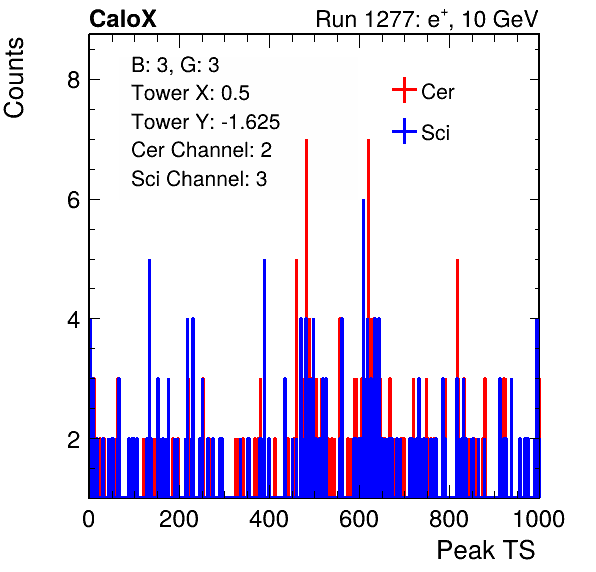 CaloX Run 1277: e⁺, 10 GeV
Counts
B: 3, G: 3
Tower X: 0.5
Tower Y: -1.625
Cer Channel: 2
Sci Channel: 3
Cer
Sci
8
6
4
2
0 200 400 600 800 1000
Peak TS